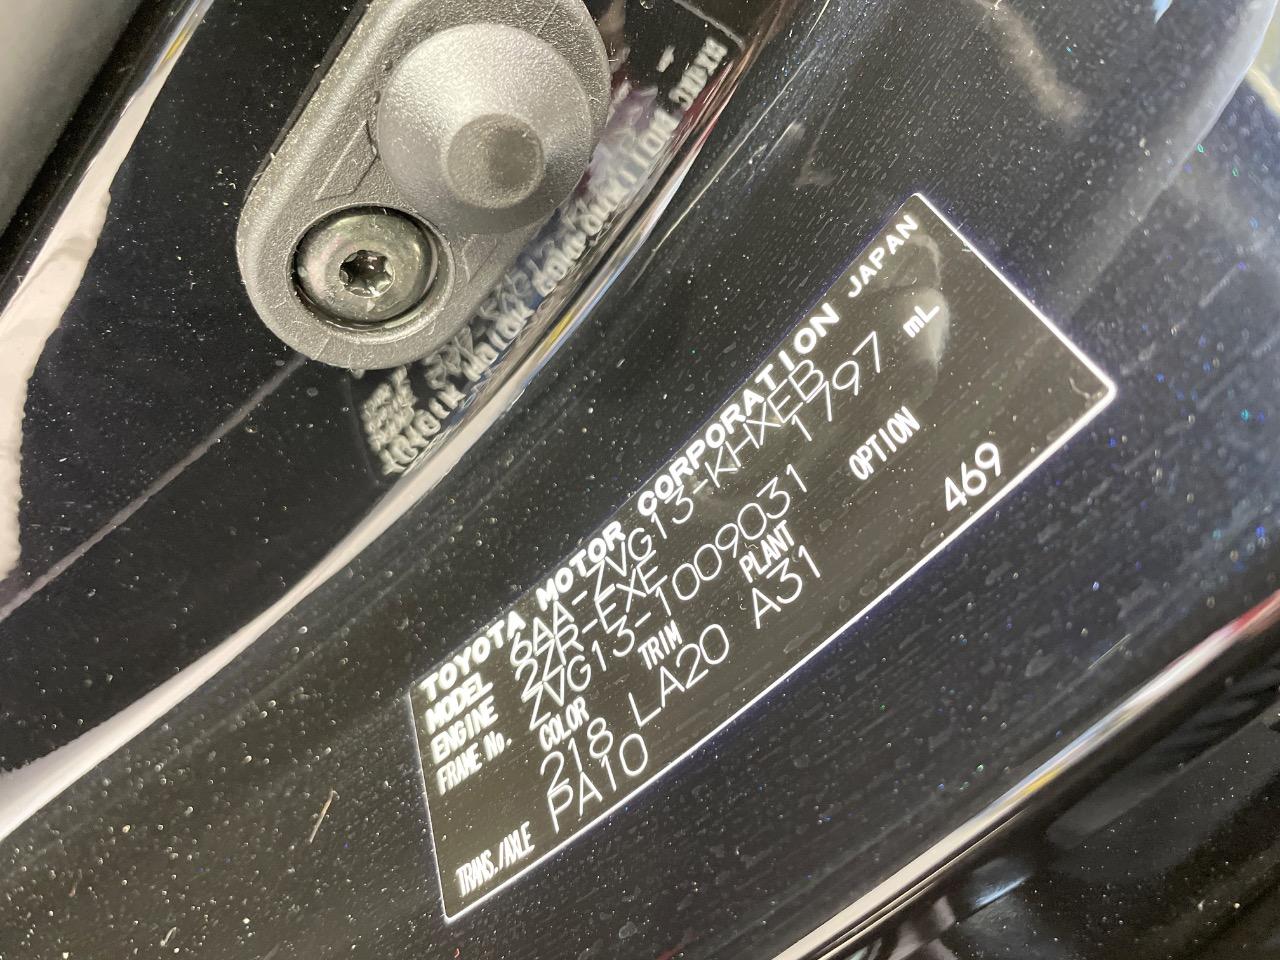 TOYOTA MOTOR CORPORATION JAPAN
MODEL 6AA-ZVG13-KHXEB
ENGINE 2ZR-EXE 1797 mL
FRAME No. ZVG13-1009031
COLOR TRIM PLANT OPTION
218 LA20 A31 469
TRANS./AXLE PA10